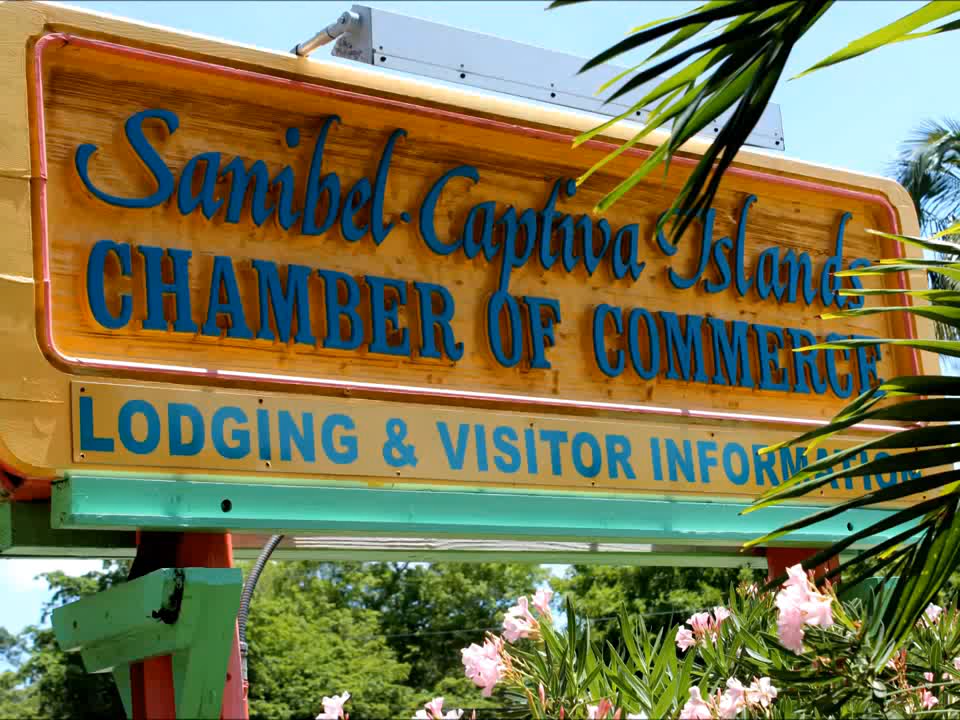 Sanibel·Captiva Islands
CHAMBER OF COMMERCE
LODGING & VISITOR INFORMATION